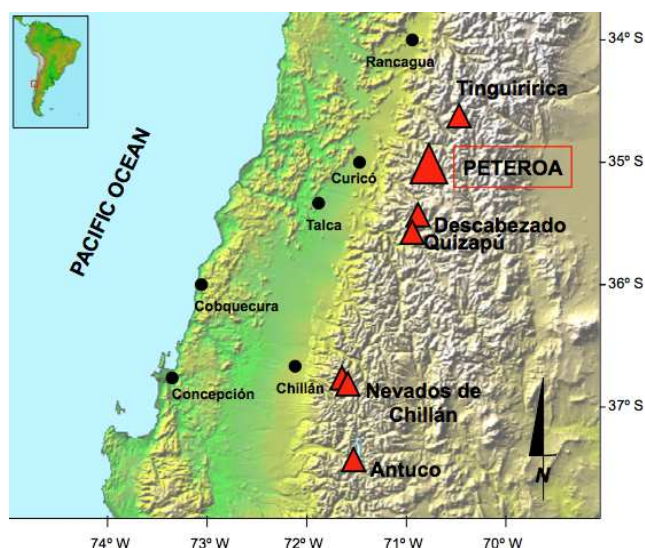 34° S
Rancagua
Tinguiririca
35° S
Curicó
PETEROA
Talca
Descabezado
Quizapú
PACIFIC OCEAN
36° S
Cobquecura
Concepción
Chillán
Nevados de
Chillán
37° S
Antuco
N
74° W
73° W
72° W
71° W
70° W